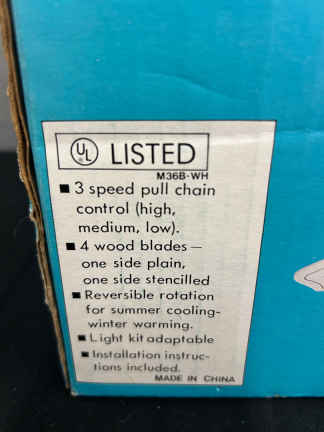 UL LISTED
M36B-WH
■ 3 speed pull chain
control (high,
medium, low).
■ 4 wood blades —
one side plain,
one side stencilled
■ Reversible rotation
for summer cooling-
winter warming.
■ Light kit adaptable
■ Installation instruc-
tions included.
MADE IN CHINA